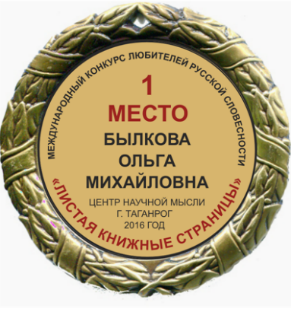 МЕЖДУНАРОДНЫЙ КОНКУРС ЛЮБИТЕЛЕЙ РУССКОЙ СЛОВЕСНОСТИ
1
МЕСТО
БЫЛКОВА
ОЛЬГА
МИХАЙЛОВНА
ЦЕНТР НАУЧНОЙ МЫСЛИ
Г. ТАГАНРОГ
2016 ГОД
«ЛИСТАЯ КНИЖНЫЕ СТРАНИЦЫ»